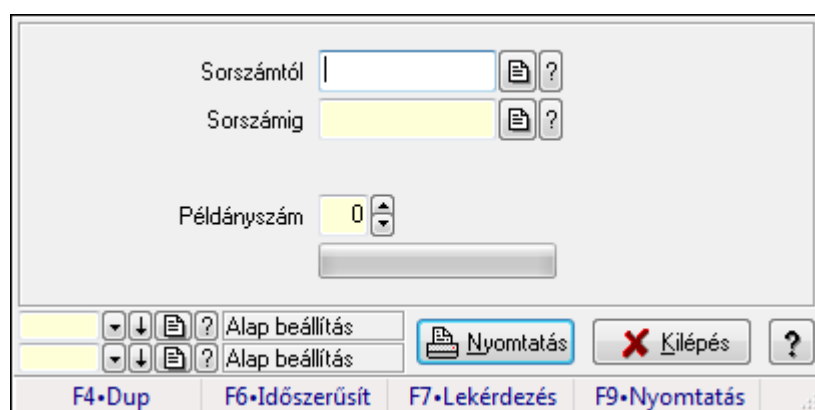 Sorszámtól ?
Sorszámig ?
Példányszám 0
? Alap beállítás
? Alap beállítás
Nyomtatás Kilépés ?
F4•Dup F6•Időszerűsít F7•Lekérdezés F9•Nyomtatás